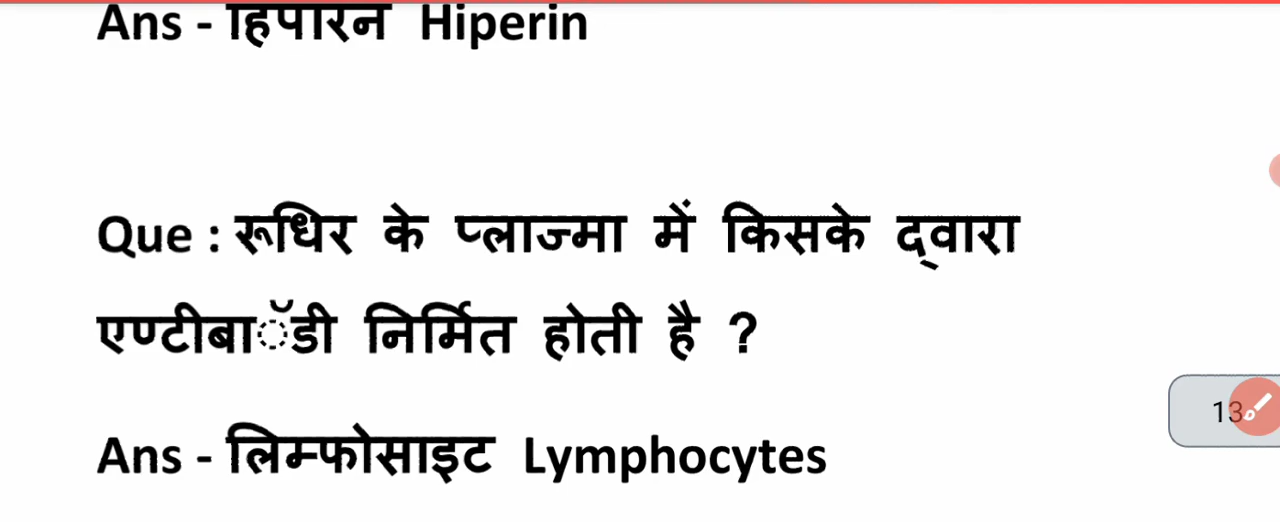 Ans - हिपारिन Hiperin
Que : रूधिर के प्लाज्मा में किसके द्वारा
एण्टीबाॅडी निर्मित होती है ?
Ans - लिम्फोसाइट Lymphocytes
13